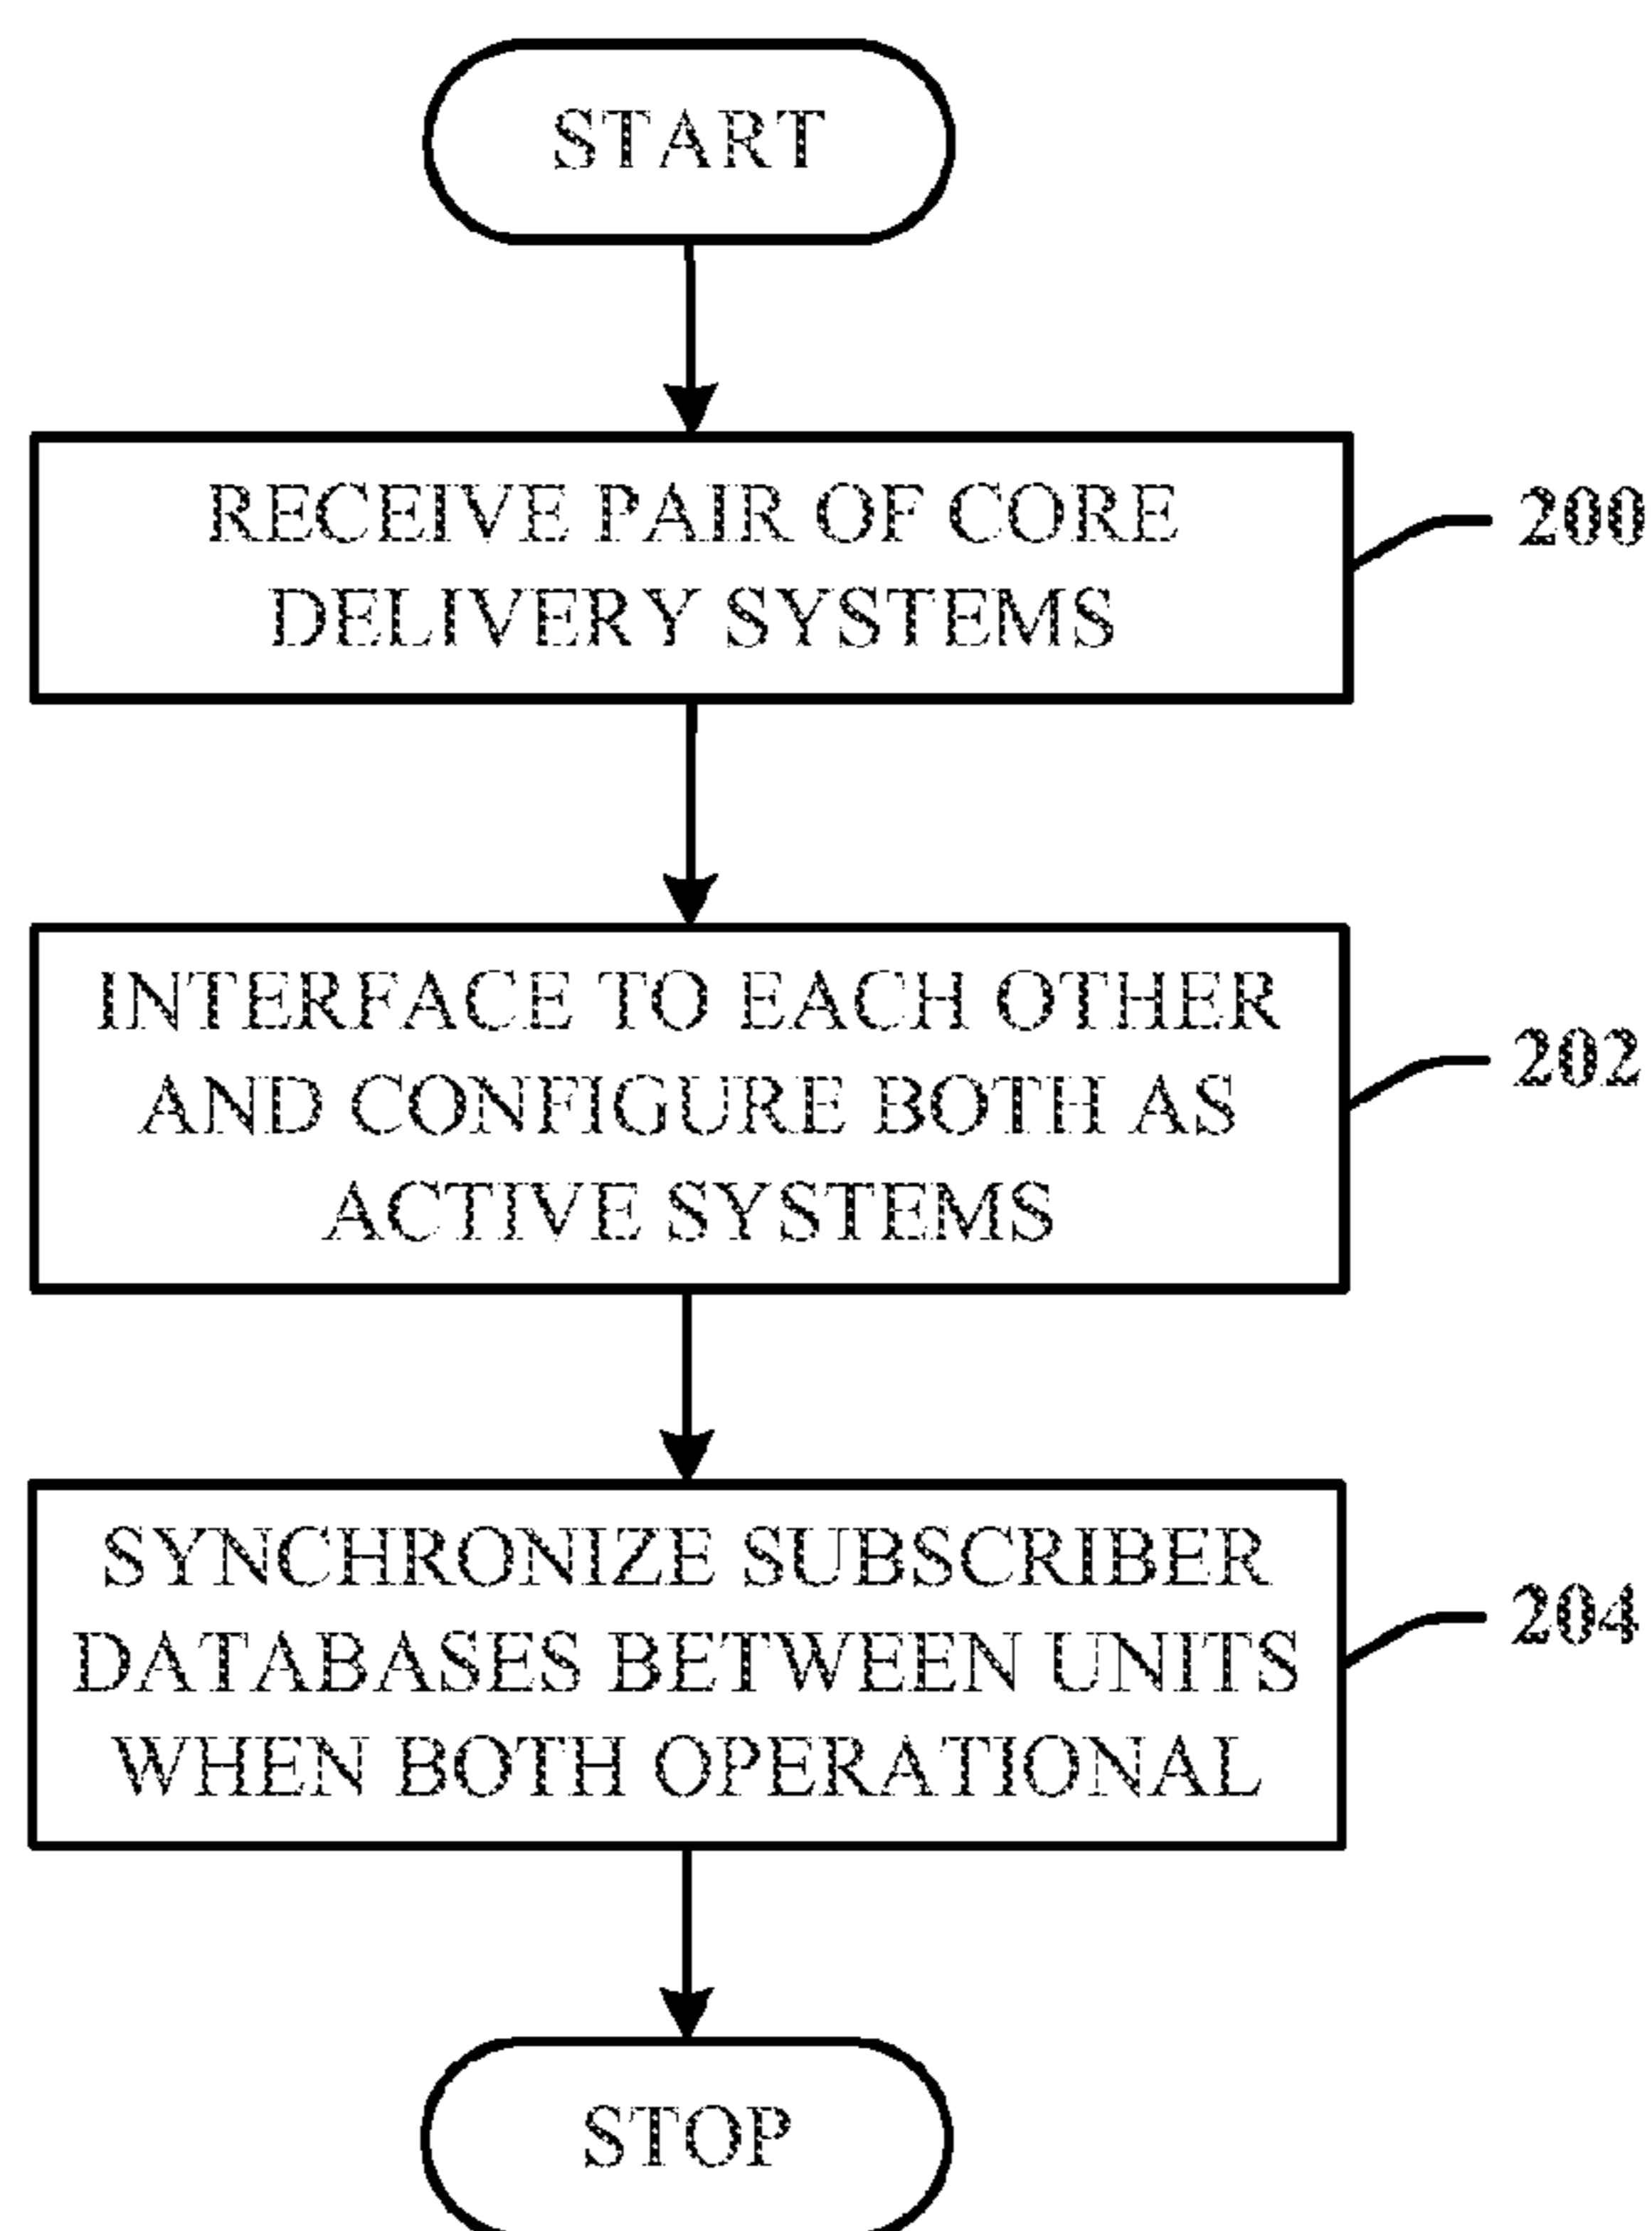 START
RECEIVE PAIR OF CORE
DELIVERY SYSTEMS
200
INTERFACE TO EACH OTHER
AND CONFIGURE BOTH AS
ACTIVE SYSTEMS
202
SYNCHRONIZE SUBSCRIBER
DATABASES BETWEEN UNITS
WHEN BOTH OPERATIONAL
204
STOP